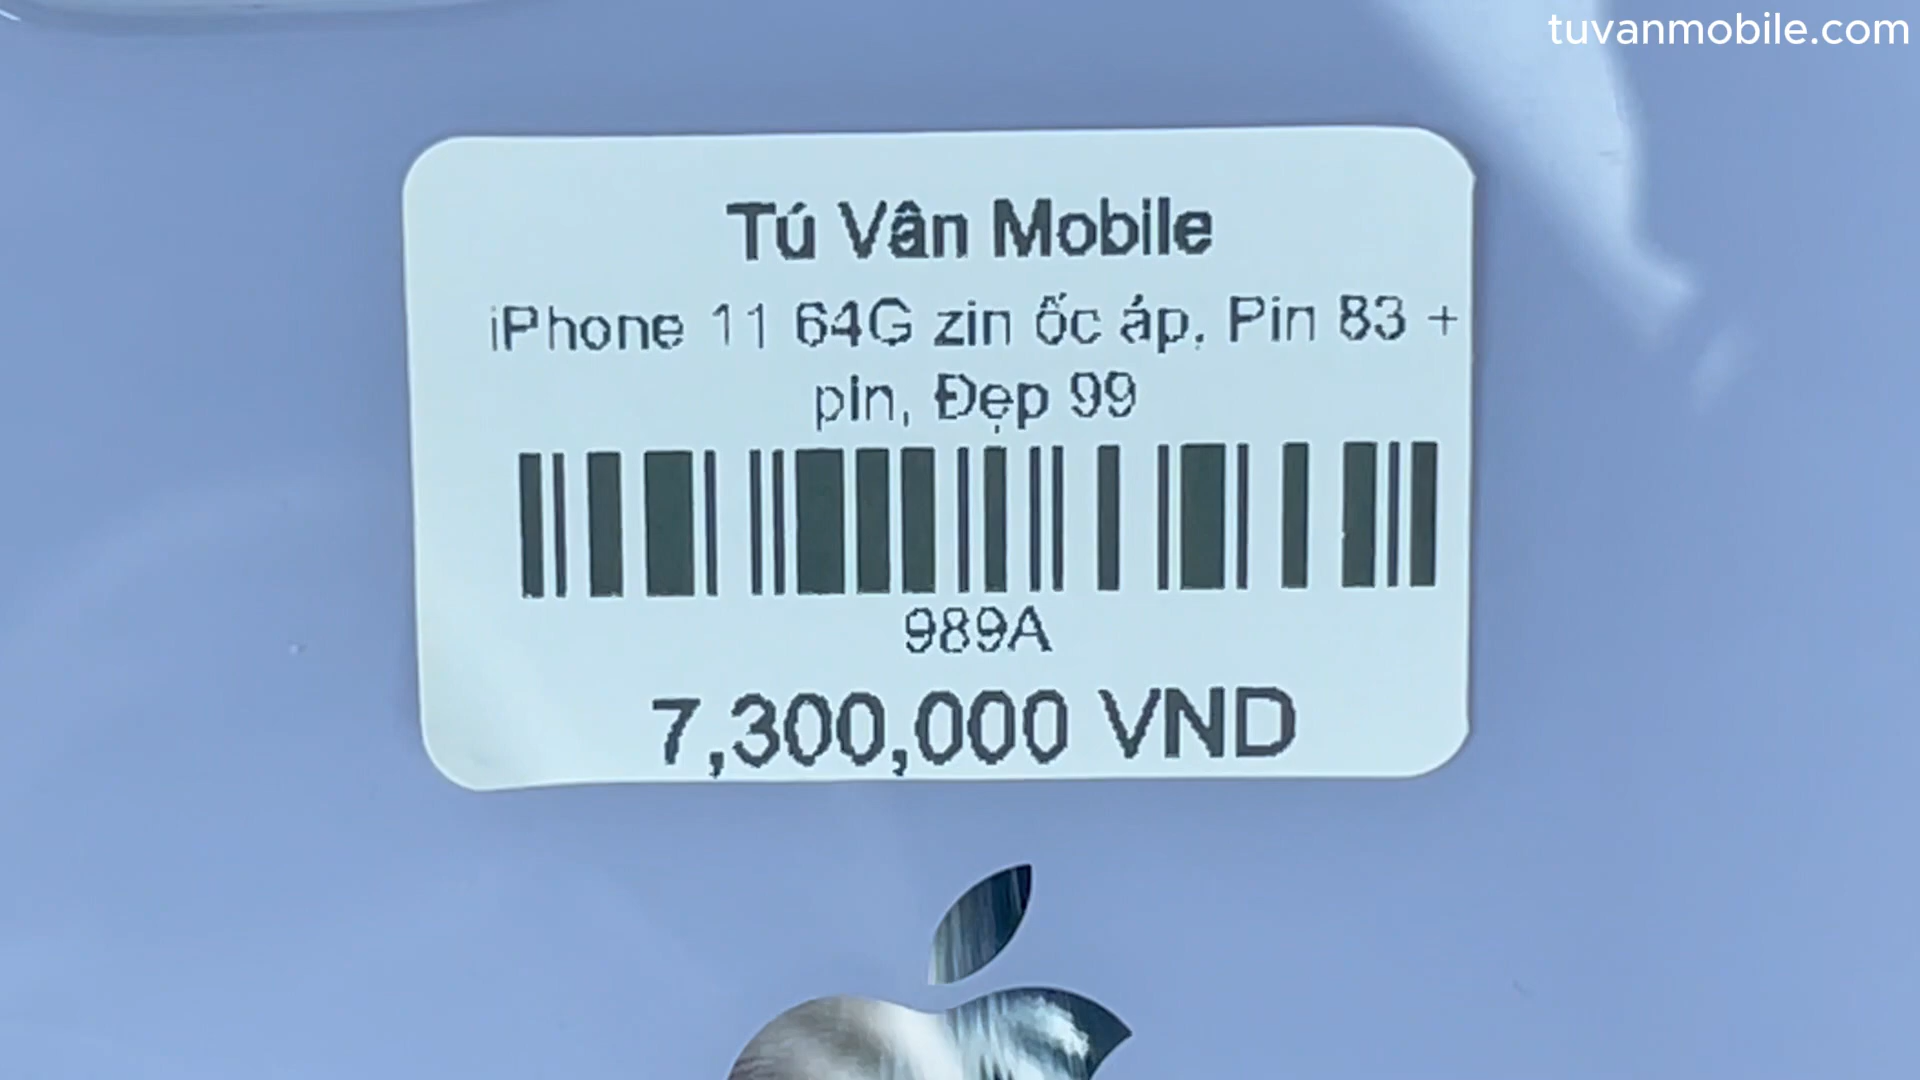 tuvanmobile.com
Tú Vân Mobile
iPhone 11 64G zin ốc áp, Pin 83 +
pin, Đẹp 99
989A
7,300,000 VND